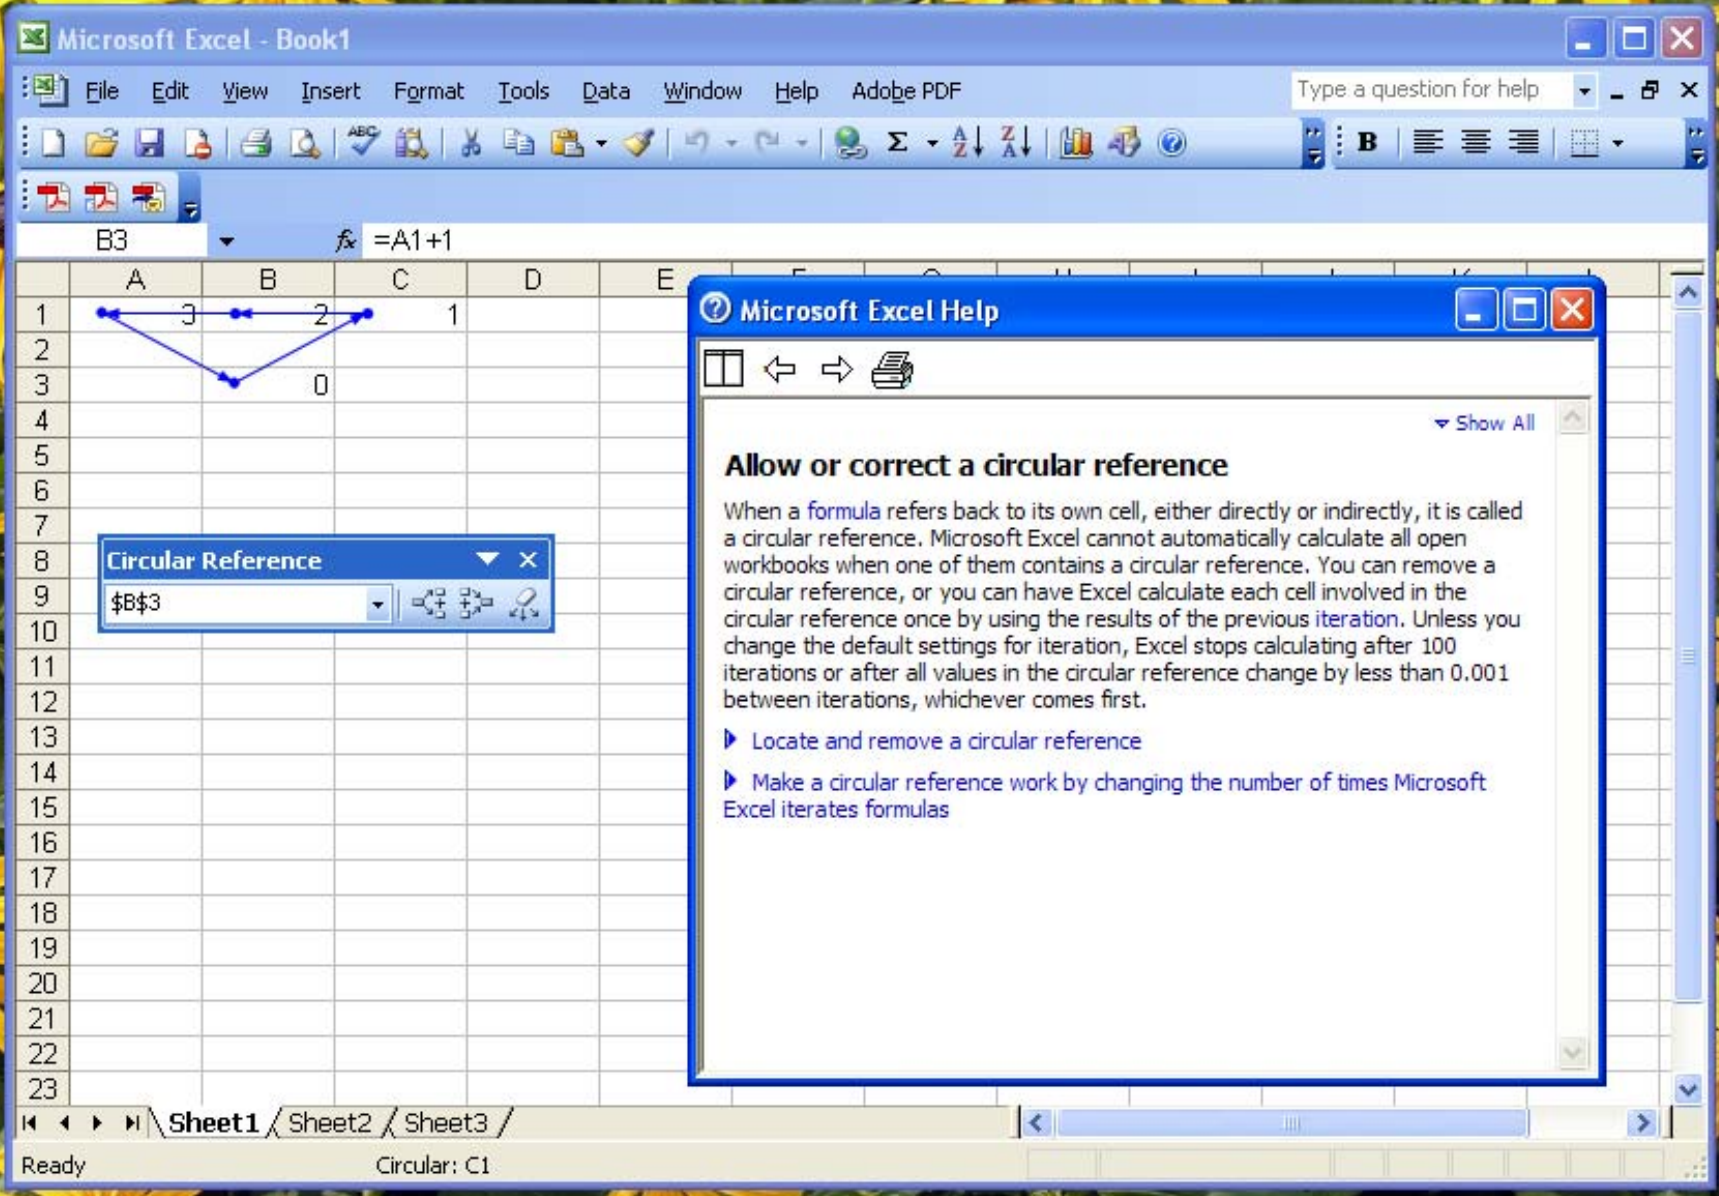 Microsoft Excel - Book1
File Edit View Insert Format Tools Data Window Help Adobe PDF Type a question for help
ABC Σ A Z Z A B
B3 fx =A1+1
A B C D E
1 3 2 1
2
3 0
4
5
6
7
8
9
10
11
12
13
14
15
16
17
18
19
20
21
22
23
Circular Reference
$B$3
Microsoft Excel Help
Show All
Allow or correct a circular reference
When a formula refers back to its own cell, either directly or indirectly, it is called
a circular reference. Microsoft Excel cannot automatically calculate all open
workbooks when one of them contains a circular reference. You can remove a
circular reference, or you can have Excel calculate each cell involved in the
circular reference once by using the results of the previous iteration. Unless you
change the default settings for iteration, Excel stops calculating after 100
iterations or after all values in the circular reference change by less than 0.001
between iterations, whichever comes first.
Locate and remove a circular reference
Make a circular reference work by changing the number of times Microsoft
Excel iterates formulas
Sheet1 Sheet2 Sheet3
Ready Circular: C1